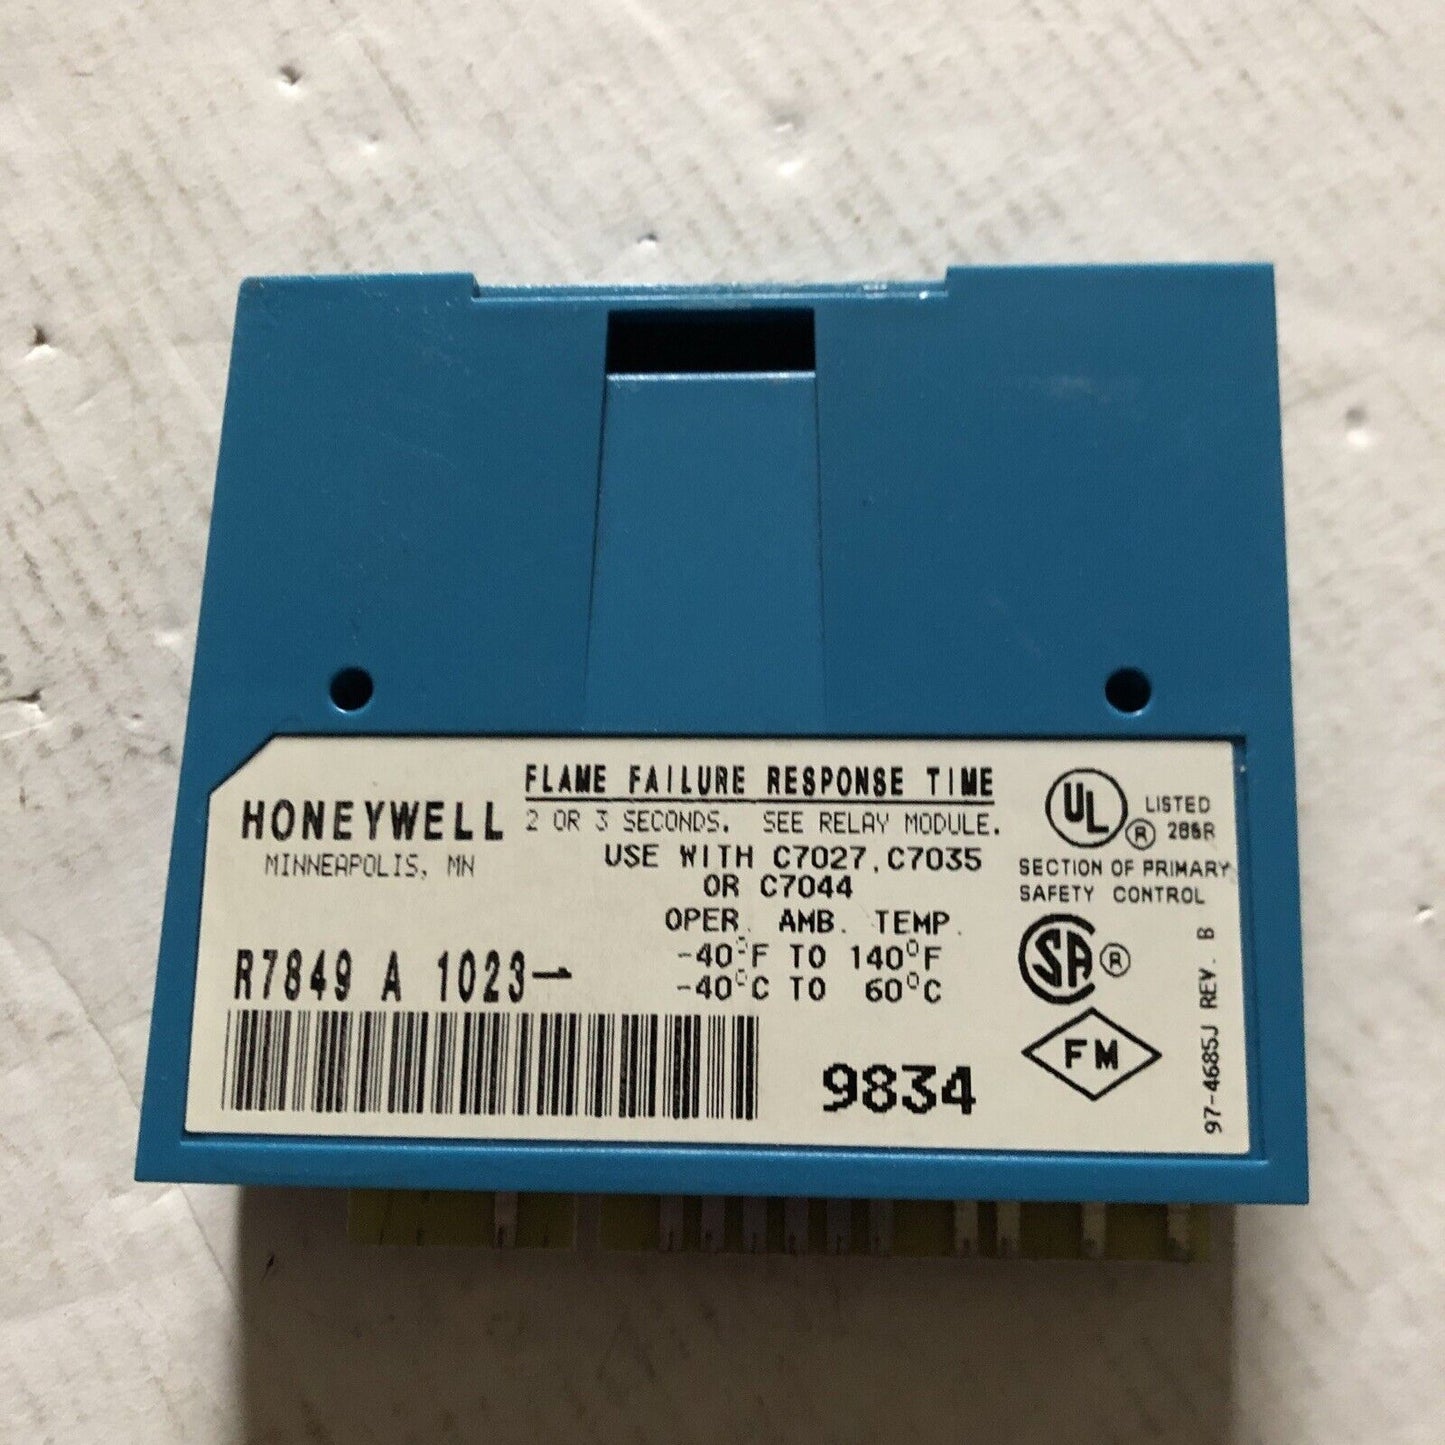 FLAME FAILURE RESPONSE TIME
HONEYWELL
2 OR 3 SECONDS. SEE RELAY MODULE.
MINNEAPOLIS, MN
USE WITH C7027, C7035
OR C7044
OPER. AMB. TEMP.
-40°F TO 140°F
-40°C TO 60°C
R7849 A 1023
9834
UL ® LISTED
SECTION OF PRIMARY
SAFETY CONTROL
SA ®
FM
97-4685J REV. B